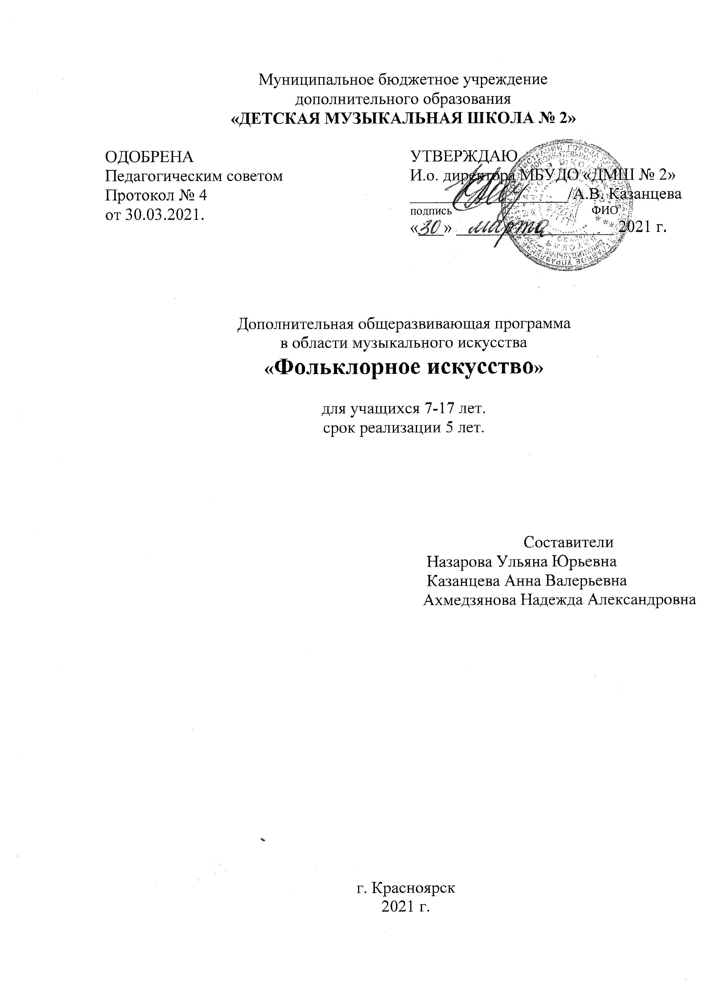 Муниципальное бюджетное учреждение
дополнительного образования
«ДЕТСКАЯ МУЗЫКАЛЬНАЯ ШКОЛА № 2»
ОДОБРЕНА
Педагогическим советом
Протокол № 4
от 30.03.2021.
УТВЕРЖДАЮ
И.о. директора МБУДО «ДМШ № 2»
/А.В. Казанцева
подпись ФИО
«30» марта 2021 г.
Дополнительная общеразвивающая программа
в области музыкального искусства
«Фольклорное искусство»
для учащихся 7-17 лет.
срок реализации 5 лет.
Составители
Назарова Ульяна Юрьевна
Казанцева Анна Валерьевна
Ахмедзянова Надежда Александровна
г. Красноярск
2021 г.